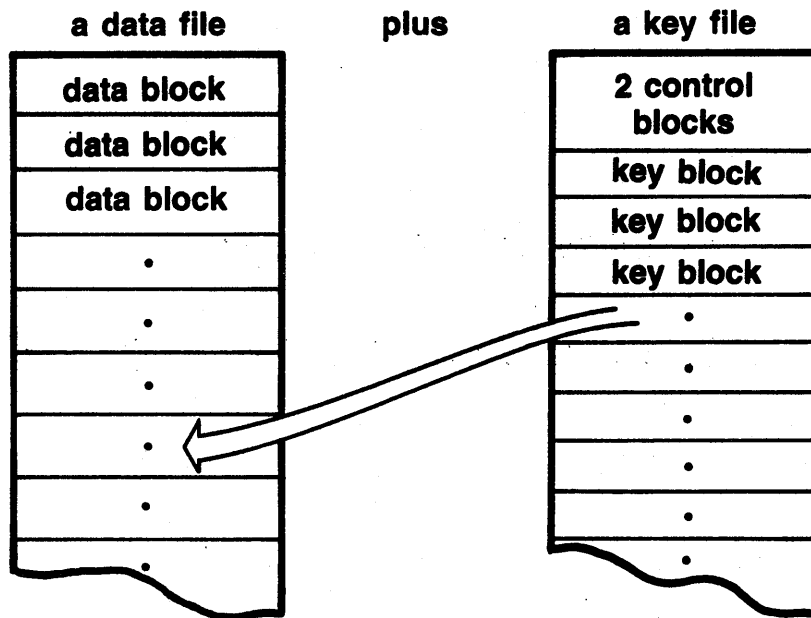 a data file plus a key file
data block
data block
data block
2 control
blocks
key block
key block
key block